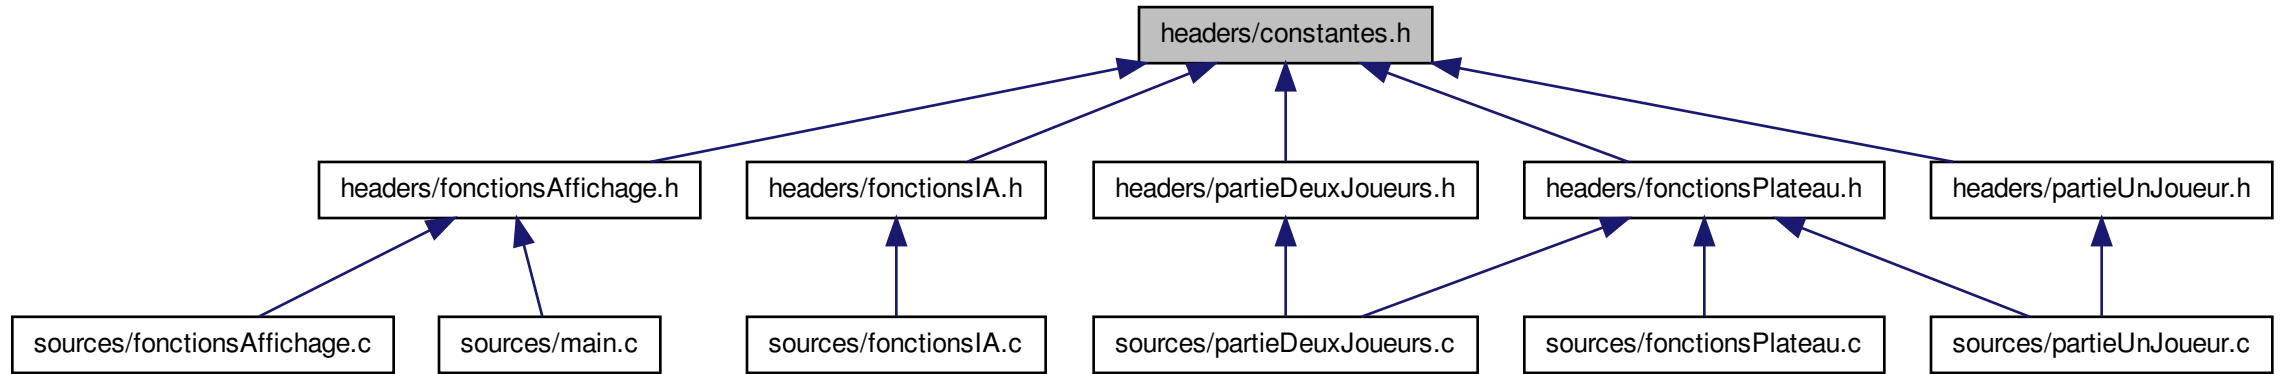 headers/constantes.h
headers/fonctionsAffichage.h
headers/fonctionsIA.h
headers/partieDeuxJoueurs.h
headers/fonctionsPlateau.h
headers/partieUnJoueur.h
sources/fonctionsAffichage.c
sources/main.c
sources/fonctionsIA.c
sources/partieDeuxJoueurs.c
sources/fonctionsPlateau.c
sources/partieUnJoueur.c